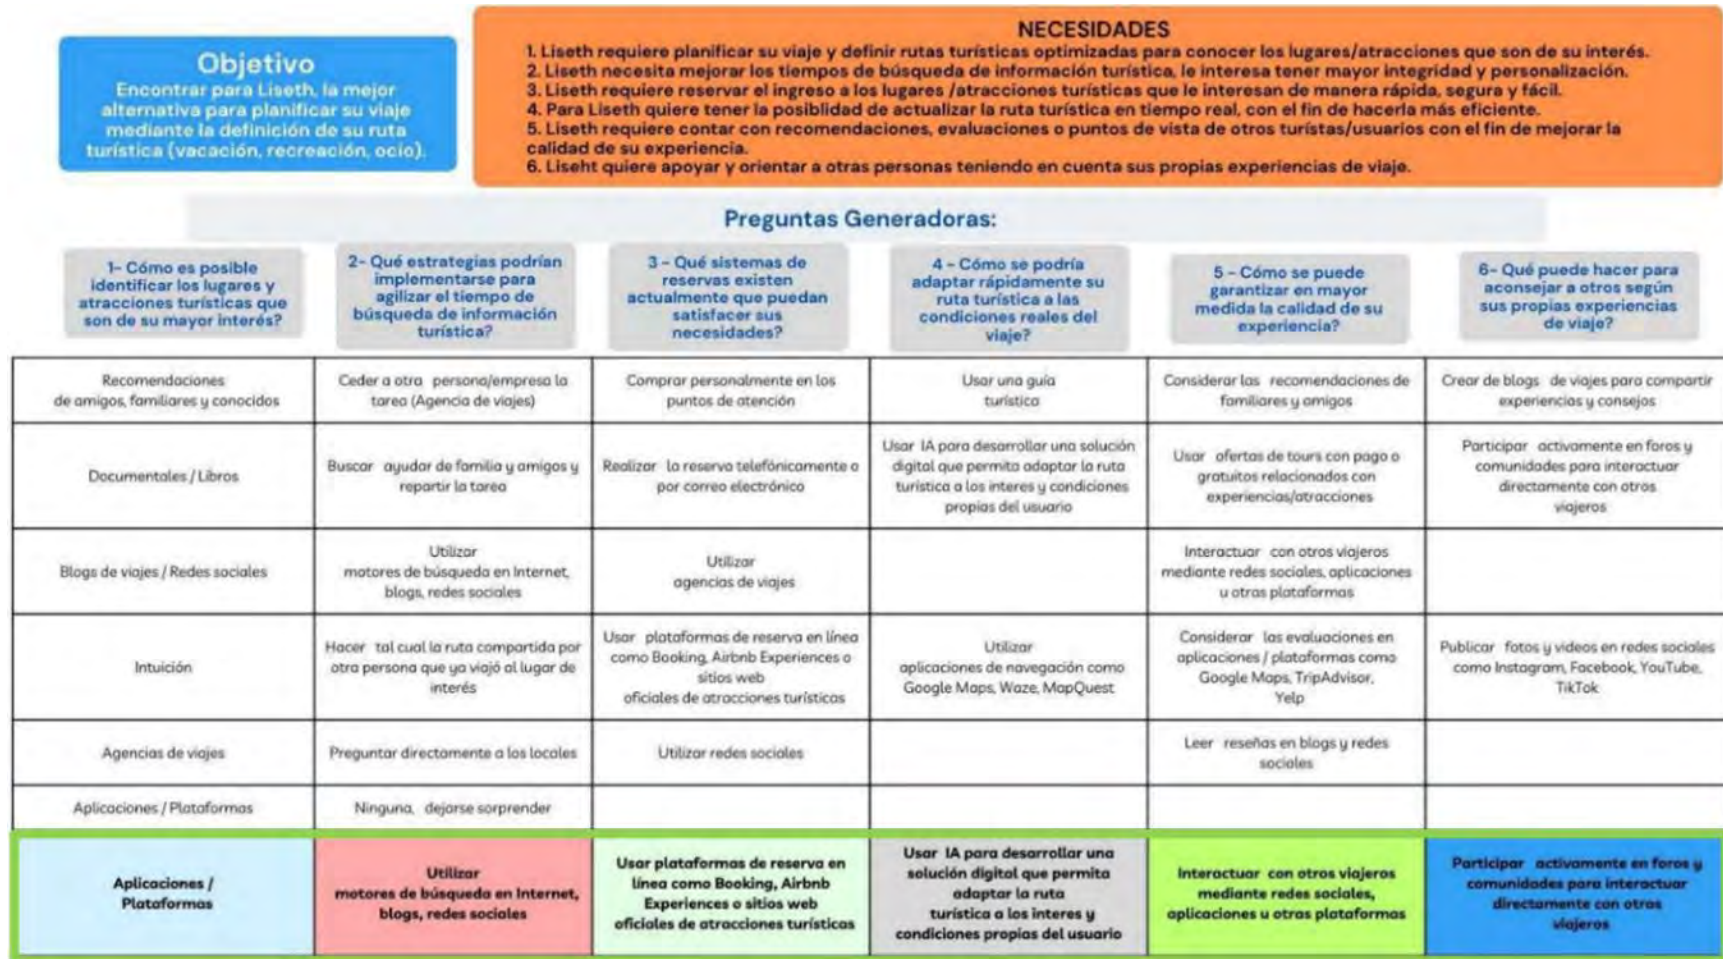 Objetivo
Encontrar para Liseth, la mejor
alternativa para planificar su viaje
mediante la definición de su ruta
turística (vacación, recreación, ocio).
NECESIDADES
1. Liseth requiere planificar su viaje y definir rutas turísticas optimizadas para conocer los lugares/atracciones que son de su interés.
2. Liseth necesita mejorar los tiempos de búsqueda de información turística, le interesa tener mayor integridad y personalización.
3. Liseth requiere reservar el ingreso a los lugares /atracciones turísticas que le interesan de manera rápida, segura y fácil.
4. Para Liseth quiere tener la posiblidad de actualizar la ruta turística en tiempo real, con el fin de hacerla más eficiente.
5. Liseth requiere contar con recomendaciones, evaluaciones o puntos de vista de otros turístas/usuarios con el fin de mejorar la
calidad de su experiencia.
6. Liseht quiere apoyar y orientar a otras personas teniendo en cuenta sus propias experiencias de viaje.
Preguntas Generadoras:
1- Cómo es posible
identificar los lugares y
atracciones turísticas que
son de su mayor interés?
2- Qué estrategias podrían
implementarse para
agilizar el tiempo de
búsqueda de información
turística?
3 - Qué sistemas de
reservas existen
actualmente que puedan
satisfacer sus
necesidades?
4 - Cómo se podría
adaptar rápidamente su
ruta turística a las
condiciones reales del
viaje?
5 - Cómo se puede
garantizar en mayor
medida la calidad de su
experiencia?
6- Qué puede hacer para
aconsejar a otros según
sus propias experiencias
de viaje?
Recomendaciones
de amigos, familiares y conocidos
Ceder a otra persona/empresa la
tarea (Agencia de viajes)
Comprar personalmente en los
puntos de atención
Usar una guía
turística
Considerar las recomendaciones de
familiares y amigos
Crear de blogs de viajes para compartir
experiencias y consejos
Documentales / Libros
Buscar ayudar de familia y amigos y
repartir la tarea
Realizar la reserva telefónicamente o
por correo electrónico
Usar IA para desarrollar una solución
digital que permita adaptar la ruta
turística a los interes y condiciones
propias del usuario
Usar ofertas de tours con pago o
gratuitos relacionados con
experiencias/atracciones
Participar activamente en foros y
comunidades para interactuar
directamente con otros
viajeros
Blogs de viajes / Redes sociales
Utilizar
motores de búsqueda en Internet,
blogs, redes sociales
Utilizar
agencias de viajes
Interactuar con otros viajeros
mediante redes sociales, aplicaciones
u otras plataformas
Intuición
Hacer tal cual la ruta compartida por
otra persona que ya viajó al lugar de
interés
Usar plataformas de reserva en línea
como Booking, Airbnb Experiences o
sitios web
oficiales de atracciones turísticas
Utilizar
aplicaciones de navegación como
Google Maps, Waze, MapQuest
Considerar las evaluaciones en
aplicaciones / plataformas como
Google Maps, TripAdvisor,
Yelp
Publicar fotos y videos en redes sociales
como Instagram, Facebook, YouTube,
TikTok
Agencias de viajes
Preguntar directamente a los locales
Utilizar redes sociales
Leer reseñas en blogs y redes
sociales
Aplicaciones / Plataformas
Ninguna, dejarse sorprender
Aplicaciones /
Plataformas
Utilizar
motores de búsqueda en Internet,
blogs, redes sociales
Usar plataformas de reserva en
línea como Booking, Airbnb
Experiences o sitios web
oficiales de atracciones turísticas
Usar IA para desarrollar una
solución digital que permita
adaptar la ruta
turística a los interes y
condiciones propias del usuario
Interactuar con otros viajeros
mediante redes sociales,
aplicaciones u otras plataformas
Participar activamente en foros y
comunidades para interactuar
directamente con otros
viajeros